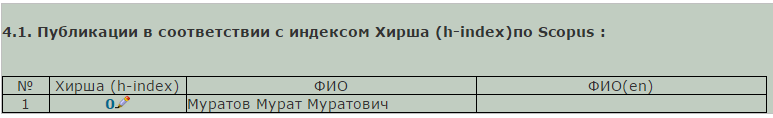 4.1. Публикации в соответствии с индексом Хирша (h-index)по Scopus :
№ Хирша (h-index) ФИО ФИО(en)
1 0 Муратов Мурат Муратович